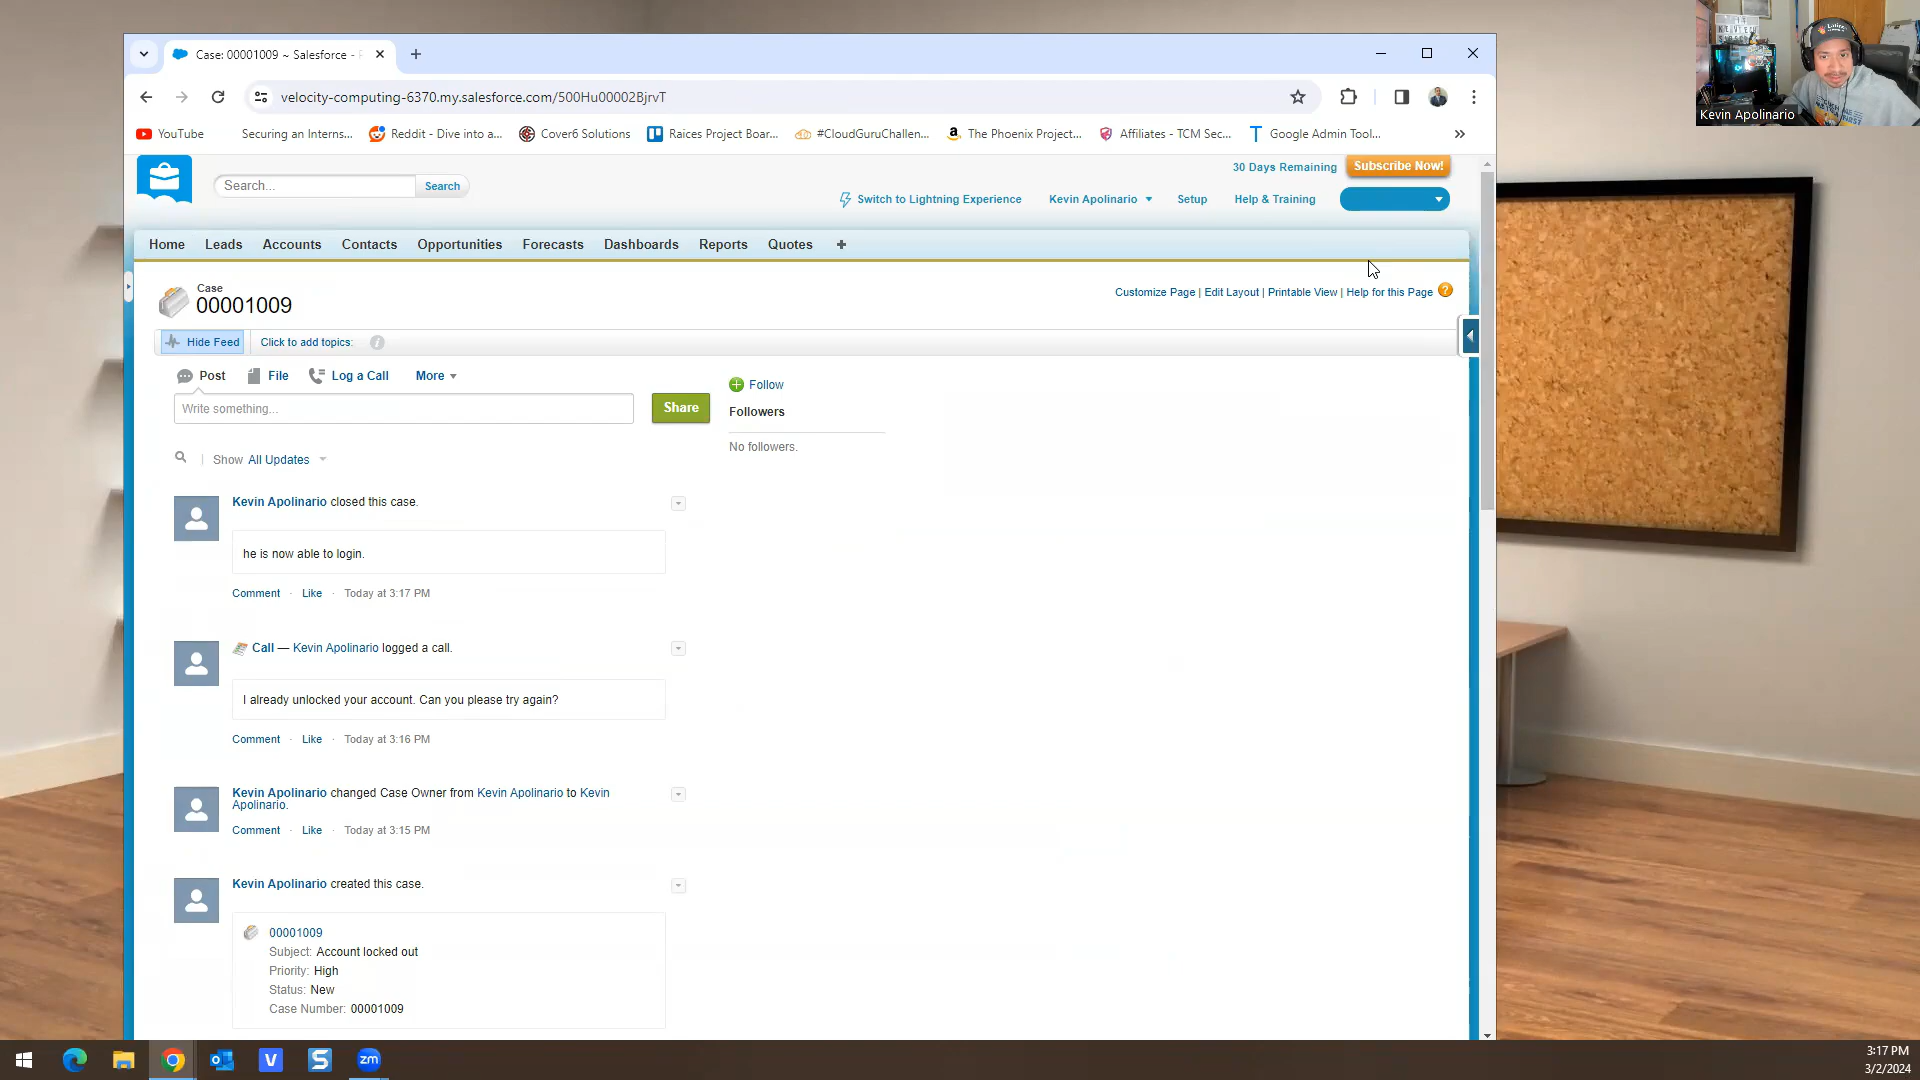 Case: 00001009 ~ Salesforce -
velocity-computing-6370.my.salesforce.com/500Hu00002BjrvT
YouTube
Securing an Interns...
Reddit - Dive into a...
Cover6 Solutions
Raices Project Boar...
#CloudGuruChallen...
The Phoenix Project...
Affiliates - TCM Sec...
Google Admin Tool...
Kevin Apolinario
30 Days Remaining
Subscribe Now!
Search...
Search
Switch to Lightning Experience
Kevin Apolinario
Setup
Help & Training
Home
Leads
Accounts
Contacts
Opportunities
Forecasts
Dashboards
Reports
Quotes
Case
00001009
Customize Page | Edit Layout | Printable View | Help for this Page
Hide Feed
Click to add topics:
Post
File
Log a Call
More
Write something...
Share
Follow
Followers
No followers.
Show All Updates
Kevin Apolinario closed this case.
he is now able to login.
Comment · Like · Today at 3:17 PM
Call — Kevin Apolinario logged a call.
I already unlocked your account. Can you please try again?
Comment · Like · Today at 3:16 PM
Kevin Apolinario changed Case Owner from Kevin Apolinario to Kevin
Apolinario.
Comment · Like · Today at 3:15 PM
Kevin Apolinario created this case.
00001009
Subject: Account locked out
Priority: High
Status: New
Case Number: 00001009
zm
3:17 PM
3/2/2024